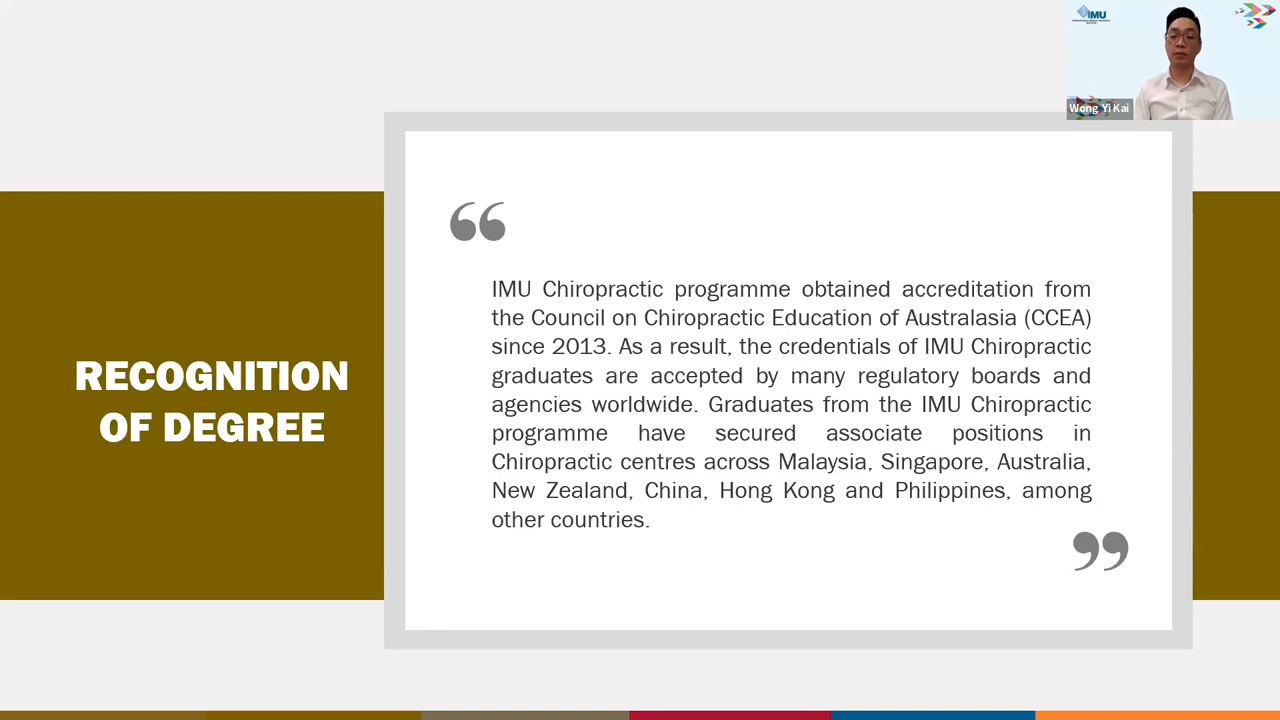 IMU
Wong Yi Kai
RECOGNITION
OF DEGREE
“
IMU Chiropractic programme obtained accreditation from
the Council on Chiropractic Education of Australasia (CCEA)
since 2013. As a result, the credentials of IMU Chiropractic
graduates are accepted by many regulatory boards and
agencies worldwide. Graduates from the IMU Chiropractic
programme have secured associate positions in
Chiropractic centres across Malaysia, Singapore, Australia,
New Zealand, China, Hong Kong and Philippines, among
other countries.
”